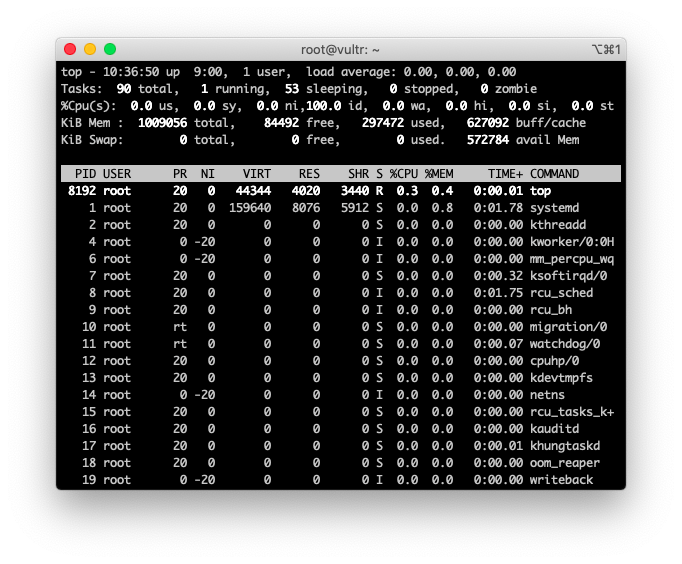 root@vultr: ~
⌥⌘1
top - 10:36:50 up  9:00,  1 user,  load average: 0.00, 0.00, 0.00
Tasks:  90 total,   1 running,  53 sleeping,   0 stopped,   0 zombie
%Cpu(s):  0.0 us,  0.0 sy,  0.0 ni,100.0 id,  0.0 wa,  0.0 hi,  0.0 si,  0.0 st
KiB Mem :  1009056 total,    84492 free,   297472 used,   627092 buff/cache
KiB Swap:        0 total,        0 free,        0 used.   572784 avail Mem
PID USER      PR  NI    VIRT    RES    SHR S %CPU %MEM     TIME+ COMMAND
8192 root      20   0   44344   4020   3440 R  0.3  0.4   0:00.01 top
1 root      20   0  159640   8076   5912 S  0.0  0.8   0:01.78 systemd
2 root      20   0       0      0      0 S  0.0  0.0   0:00.00 kthreadd
4 root       0 -20       0      0      0 I  0.0  0.0   0:00.00 kworker/0:0H
6 root       0 -20       0      0      0 I  0.0  0.0   0:00.00 mm_percpu_wq
7 root      20   0       0      0      0 S  0.0  0.0   0:00.32 ksoftirqd/0
8 root      20   0       0      0      0 I  0.0  0.0   0:01.75 rcu_sched
9 root      20   0       0      0      0 I  0.0  0.0   0:00.00 rcu_bh
10 root      rt   0       0      0      0 S  0.0  0.0   0:00.00 migration/0
11 root      rt   0       0      0      0 S  0.0  0.0   0:00.07 watchdog/0
12 root      20   0       0      0      0 S  0.0  0.0   0:00.00 cpuhp/0
13 root      20   0       0      0      0 S  0.0  0.0   0:00.00 kdevtmpfs
14 root       0 -20       0      0      0 I  0.0  0.0   0:00.00 netns
15 root      20   0       0      0      0 S  0.0  0.0   0:00.00 rcu_tasks_k+
16 root      20   0       0      0      0 S  0.0  0.0   0:00.00 kauditd
17 root      20   0       0      0      0 S  0.0  0.0   0:00.01 khungtaskd
18 root      20   0       0      0      0 S  0.0  0.0   0:00.00 oom_reaper
19 root       0 -20       0      0      0 I  0.0  0.0   0:00.00 writeback